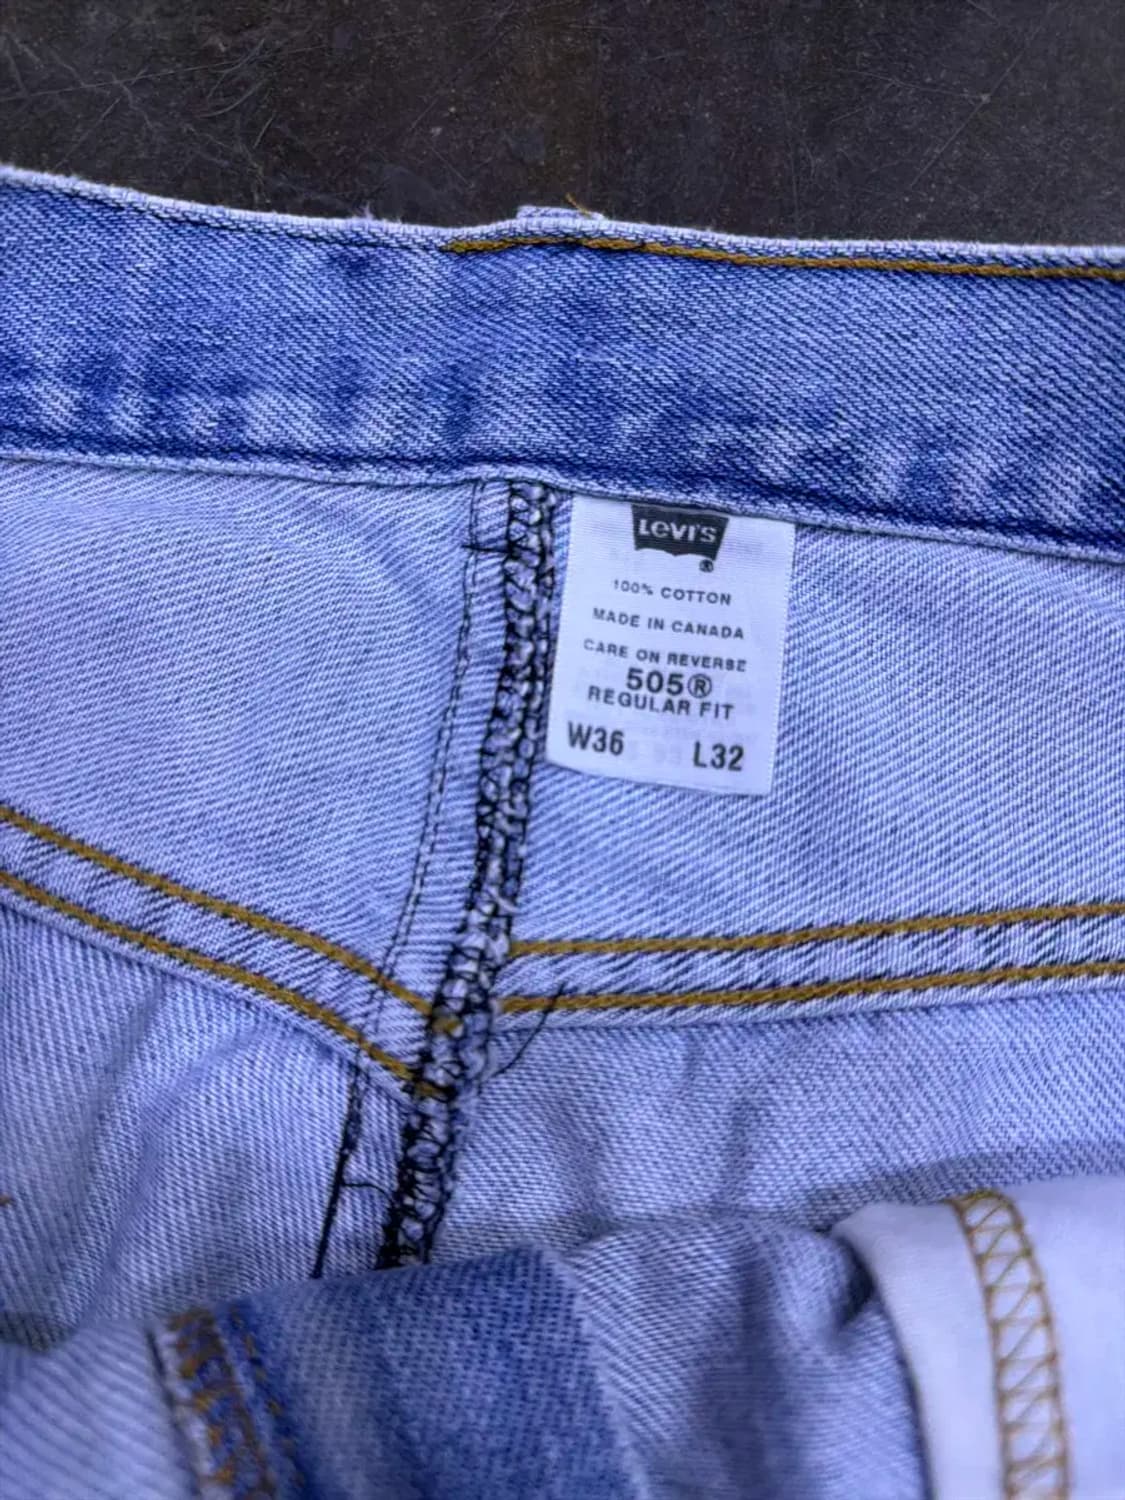 Levi's
®
100% COTTON
MADE IN CANADA
CARE ON REVERSE
505®
REGULAR FIT
W36 L32